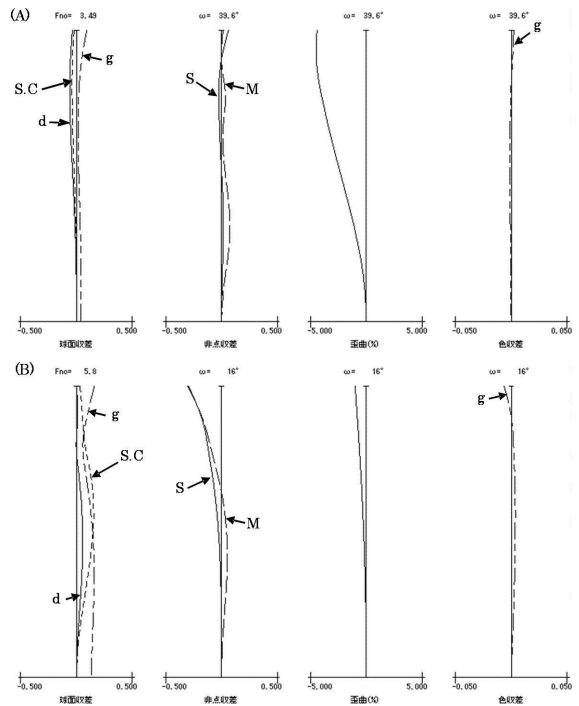 (A)
Fno= 3.49
ω= 39.6°
ω= 39.6°
ω= 39.6°
g
S.C
d
S
M
g
-0.500 0.500
球面収差
-0.500 0.500
非点収差
-5.000 5.000
歪曲(%)
-0.050 0.050
色収差
(B)
Fno= 5.8
ω= 16°
ω= 16°
ω= 16°
g
S.C
d
S
M
g
-0.500 0.500
球面収差
-0.500 0.500
非点収差
-5.000 5.000
歪曲(%)
-0.050 0.050
色収差